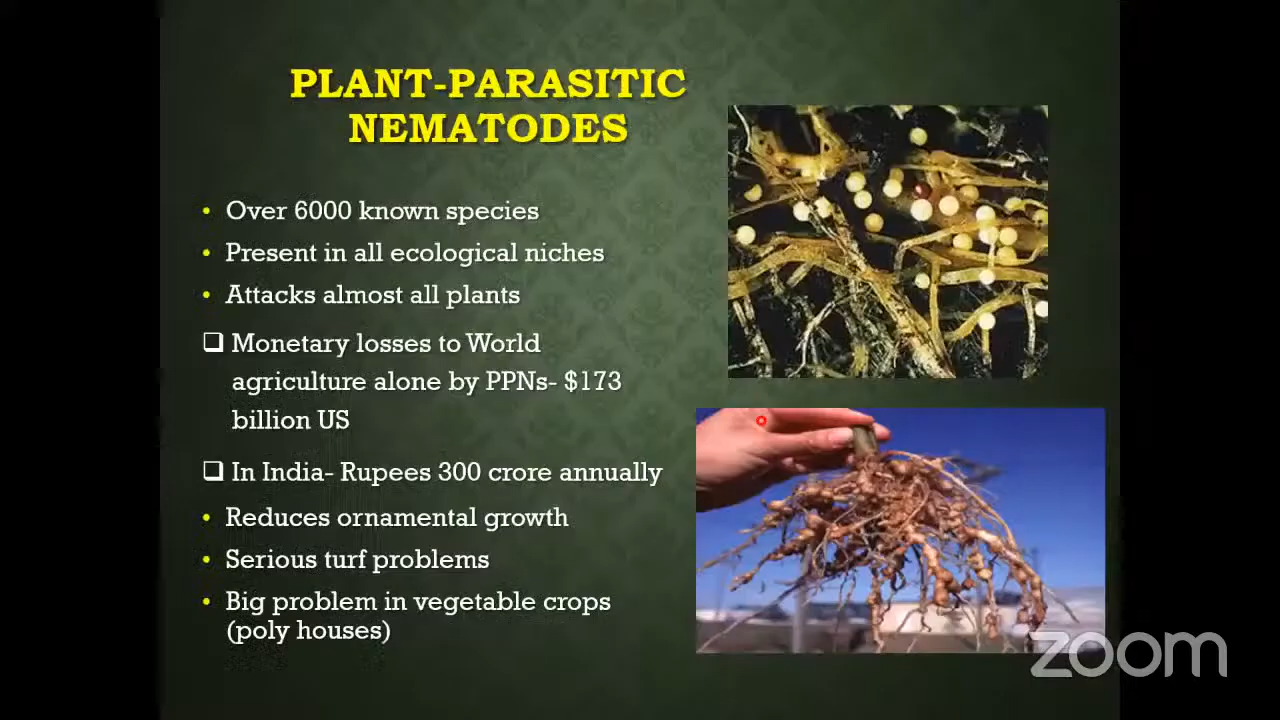 PLANT-PARASITIC
NEMATODES
• Over 6000 known species
• Present in all ecological niches
• Attacks almost all plants
❑ Monetary losses to World
agriculture alone by PPNs- $173
billion US
❑ In India- Rupees 300 crore annually
• Reduces ornamental growth
• Serious turf problems
• Big problem in vegetable crops
(poly houses)
zoom